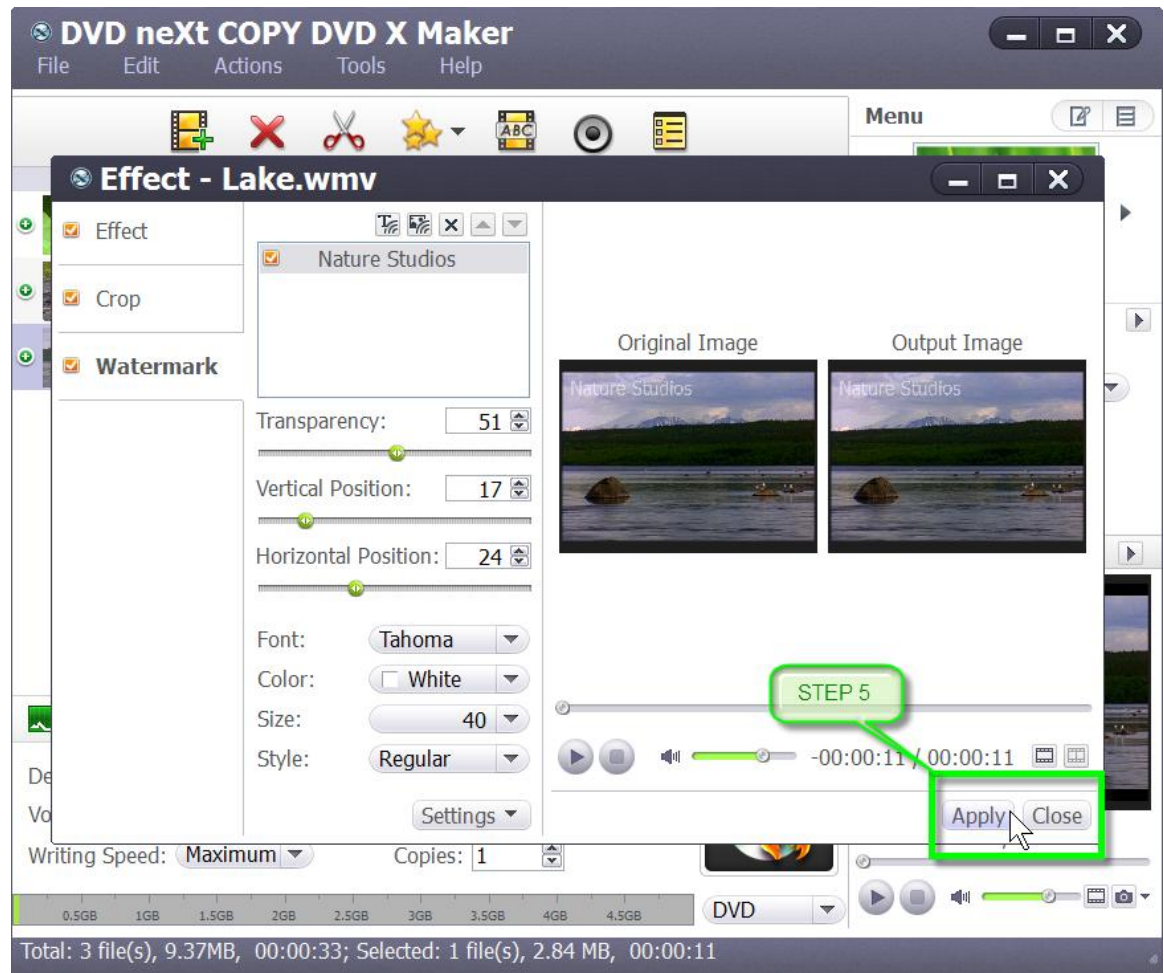 DVD neXt COPY DVD X Maker
File Edit Actions Tools Help
ABC
Menu
Effect - Lake.wmv
Effect
Crop
Watermark
Nature Studios
Transparency: 51
Vertical Position: 17
Horizontal Position: 24
Font: Tahoma
Color: White
Size: 40
Style: Regular
Settings
Original Image Output Image
Nature Studios Nature Studios
STEP 5
-00:00:11 / 00:00:11
Apply Close
De
Vo
Writing Speed: Maximum Copies: 1
0.5GB 1GB 1.5GB 2GB 2.5GB 3GB 3.5GB 4GB 4.5GB DVD
Total: 3 file(s), 9.37MB, 00:00:33; Selected: 1 file(s), 2.84 MB, 00:00:11